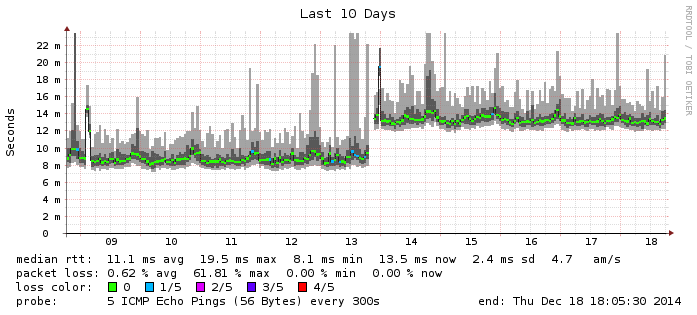 Last 10 Days
RRDTOOL / TOBI OETIKER
Seconds
22 m
20 m
18 m
16 m
14 m
12 m
10 m
8 m
6 m
4 m
2 m
0
09 10 11 12 13 14 15 16 17 18
median rtt: 11.1 ms avg 19.5 ms max 8.1 ms min 13.5 ms now 2.4 ms sd 4.7 am/s
packet loss: 0.62 % avg 61.81 % max 0.00 % min 0.00 % now
loss color: 0 1/5 2/5 3/5 4/5
probe: 5 ICMP Echo Pings (56 Bytes) every 300s end: Thu Dec 18 18:05:30 2014